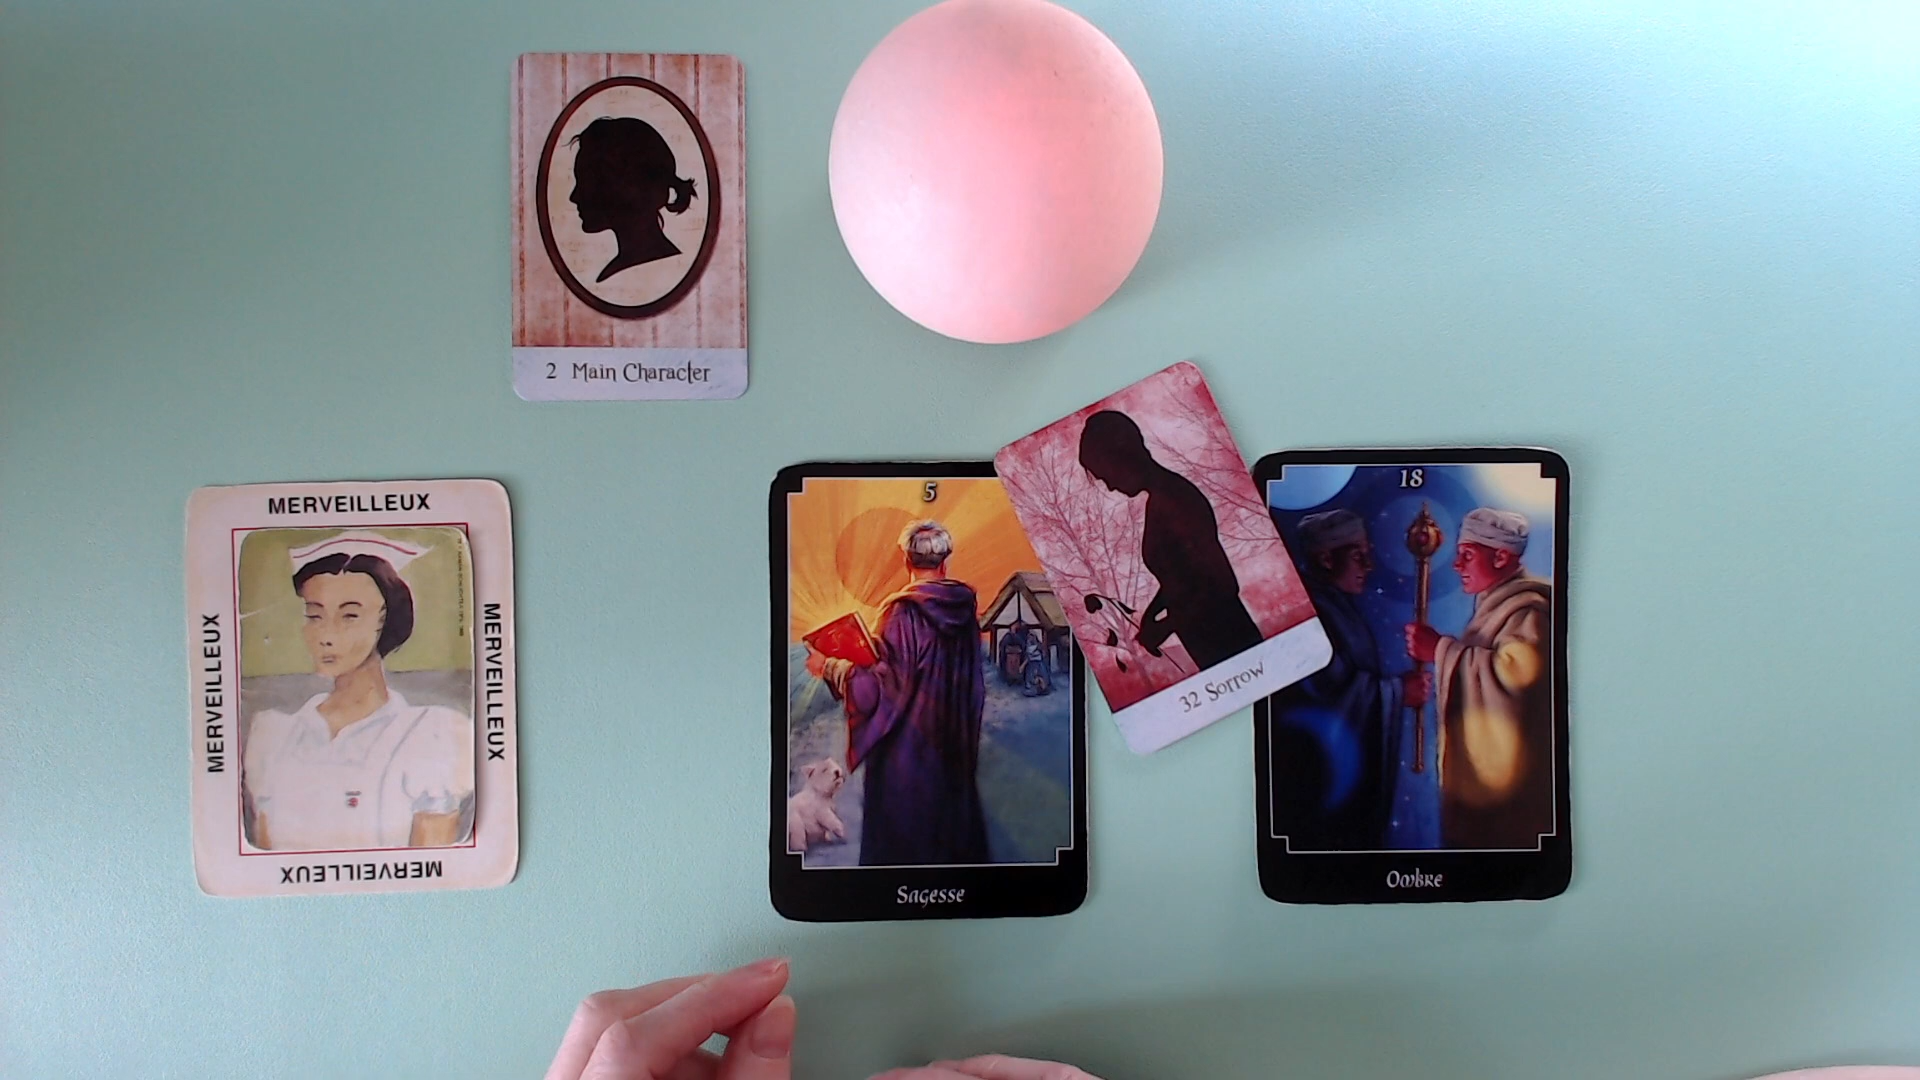 2 Main Character
MERVEILLEUX
MERVEILLEUX
MERVEILLEUX
MERVEILLEUX
5
Sagesse
32 Sorrow
18
Ombre